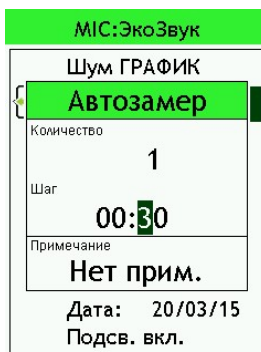 MIC:ЭкоЗвук
Шум ГРАФИК
Автозамер
Количество
1
Шаг
00:30
Примечание
Нет прим.
Дата: 20/03/15
Подсв. вкл.